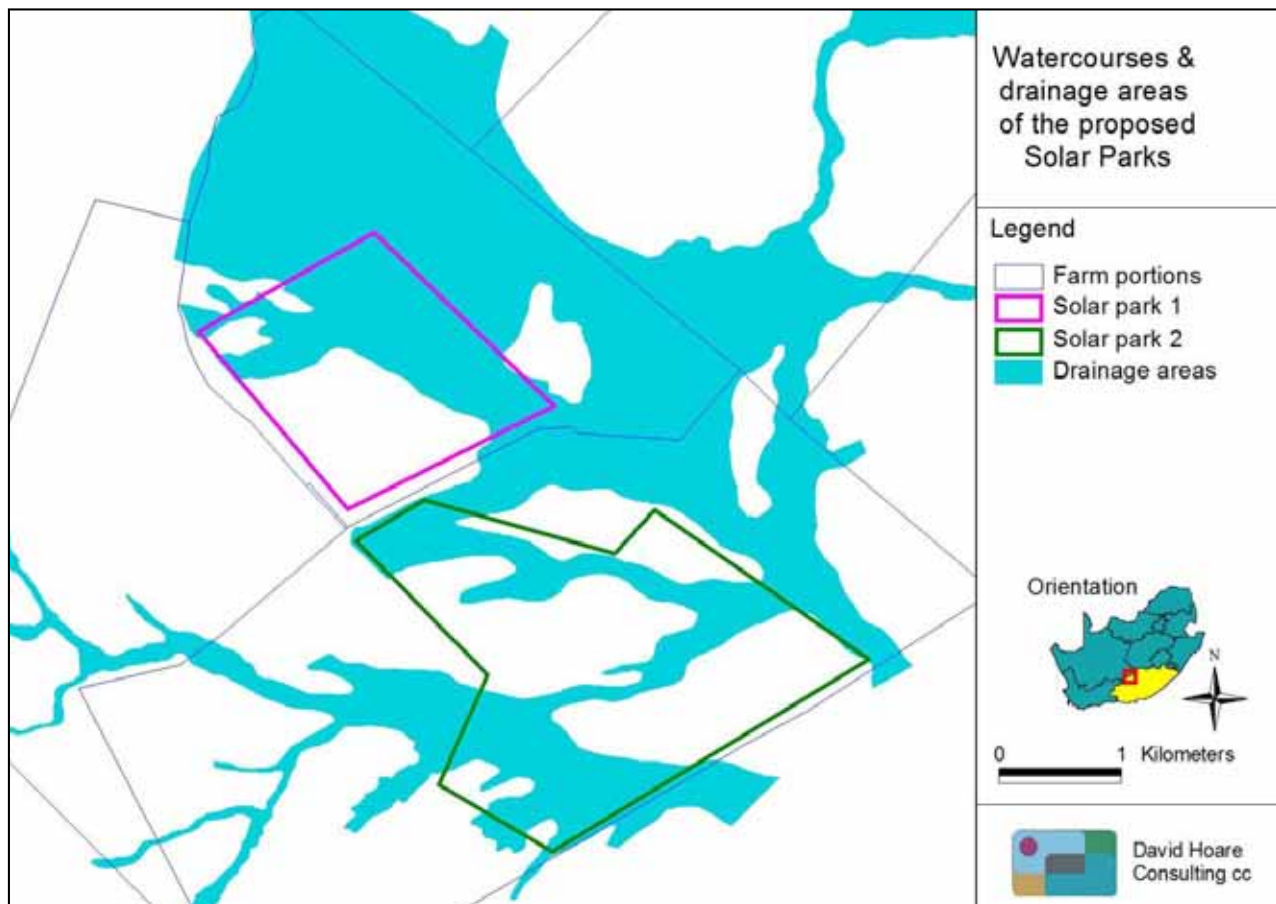 Watercourses &
drainage areas
of the proposed
Solar Parks
Legend
Farm portions
Solar park 1
Solar park 2
Drainage areas
Orientation
N
0 1 Kilometers
David Hoare
Consulting cc